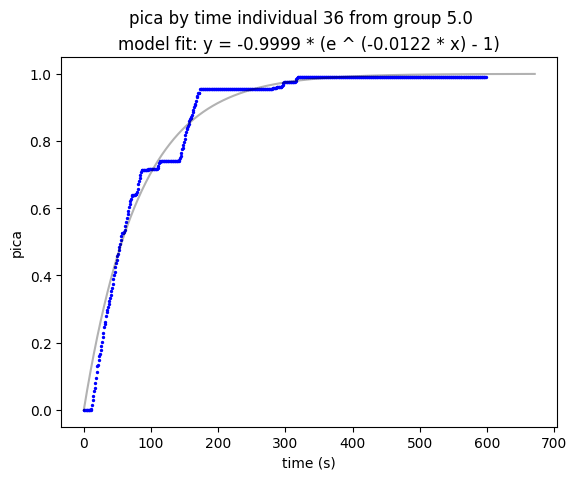 pica by time individual 36 from group 5.0
model fit: y = -0.9999 * (e ^ (-0.0122 * x) - 1)
1.0
0.8
0.6
0.4
0.2
0.0
pica
0 100 200 300 400 500 600 700
time (s)